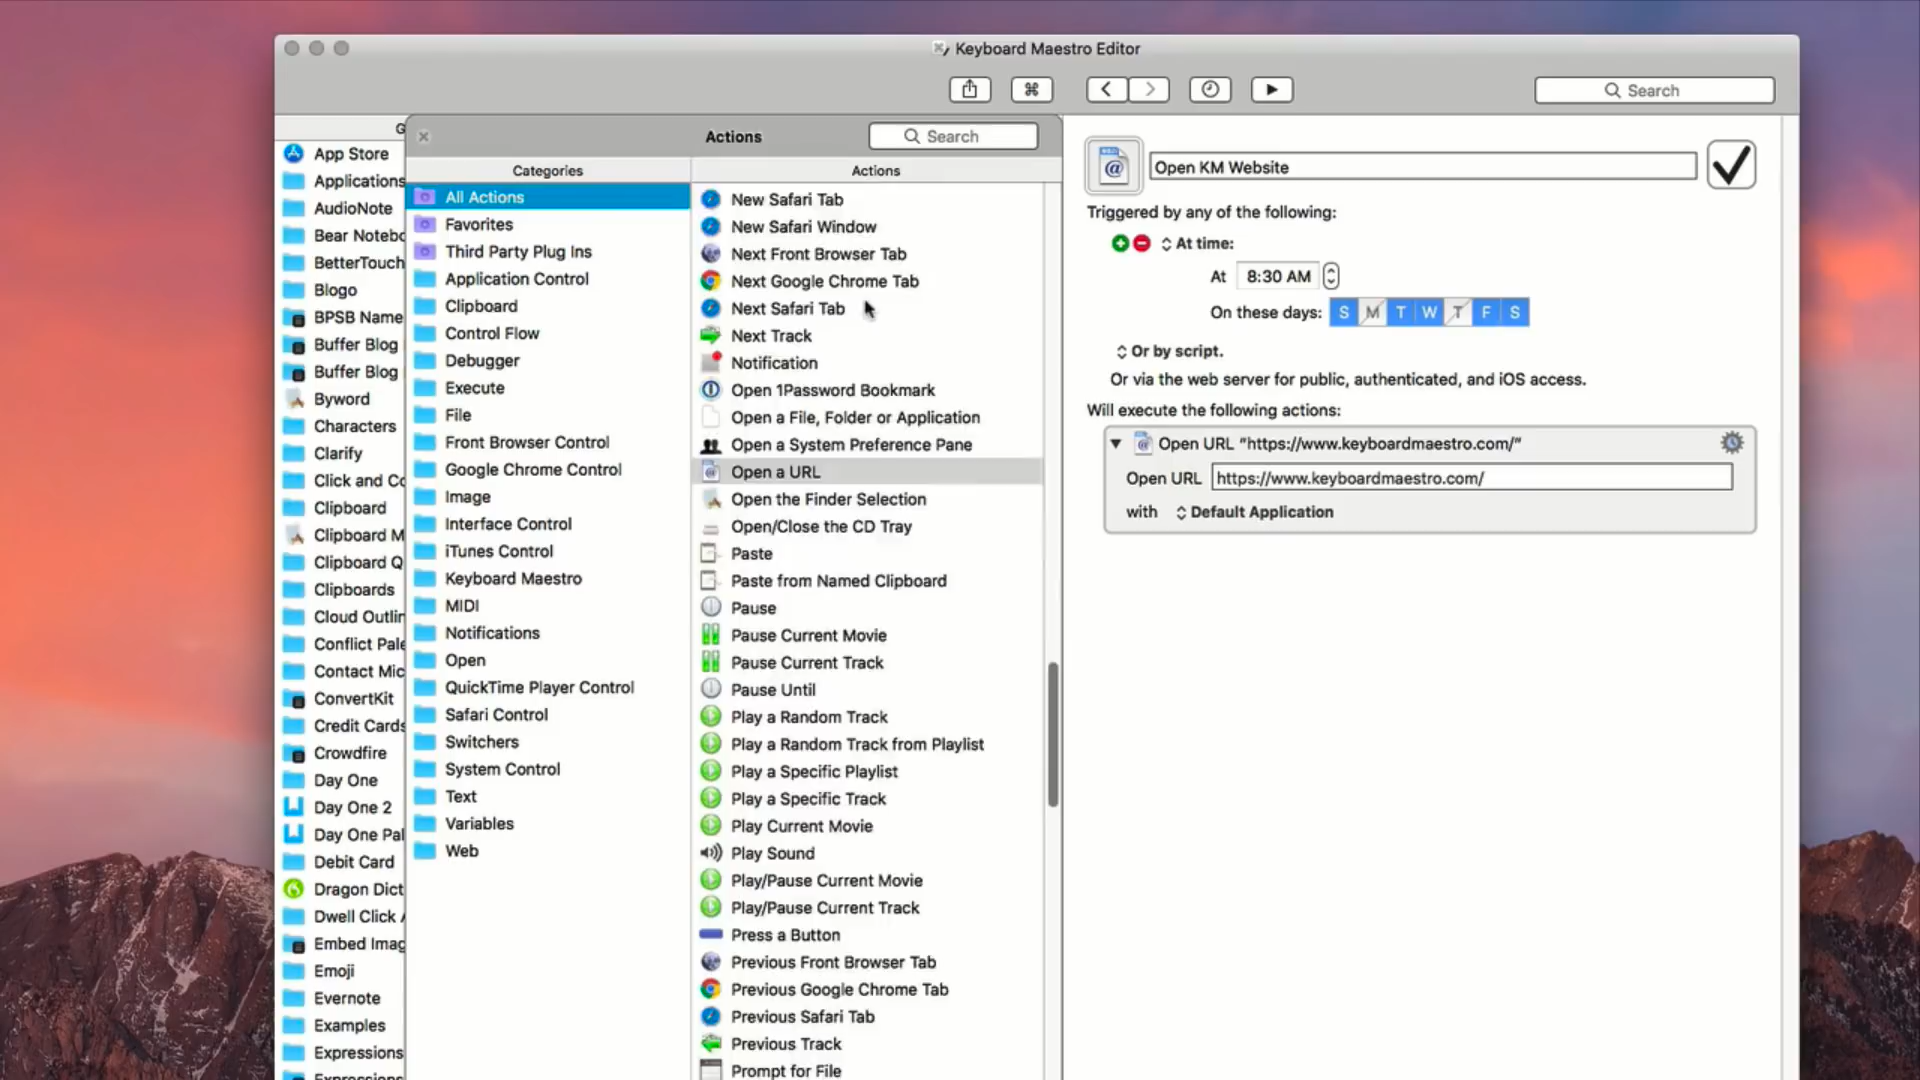 Keyboard Maestro Editor
Search
G
App Store
Applications
AudioNote
Bear Notebo
BetterTouch
Blogo
BPSB Name
Buffer Blog
Buffer Blog
Byword
Characters
Clarify
Click and Co
Clipboard
Clipboard M
Clipboard Q
Clipboards
Cloud Outlin
Conflict Pale
Contact Mic
ConvertKit
Credit Cards
Crowdfire
Day One
Day One 2
Day One Pal
Debit Card
Dragon Dict
Dwell Click
Embed Imag
Emoji
Evernote
Examples
Expressions
Expressions
Actions
Search
Categories
All Actions
Favorites
Third Party Plug Ins
Application Control
Clipboard
Control Flow
Debugger
Execute
File
Front Browser Control
Google Chrome Control
Image
Interface Control
iTunes Control
Keyboard Maestro
MIDI
Notifications
Open
QuickTime Player Control
Safari Control
Switchers
System Control
Text
Variables
Web
Actions
New Safari Tab
New Safari Window
Next Front Browser Tab
Next Google Chrome Tab
Next Safari Tab
Next Track
Notification
Open 1Password Bookmark
Open a File, Folder or Application
Open a System Preference Pane
Open a URL
Open the Finder Selection
Open/Close the CD Tray
Paste
Paste from Named Clipboard
Pause
Pause Current Movie
Pause Current Track
Pause Until
Play a Random Track
Play a Random Track from Playlist
Play a Specific Playlist
Play a Specific Track
Play Current Movie
Play Sound
Play/Pause Current Movie
Play/Pause Current Track
Press a Button
Previous Front Browser Tab
Previous Google Chrome Tab
Previous Safari Tab
Previous Track
Prompt for File
Open KM Website
Triggered by any of the following:
At time:
At 8:30 AM
On these days: S M T W T F S
Or by script.
Or via the web server for public, authenticated, and iOS access.
Will execute the following actions:
Open URL “https://www.keyboardmaestro.com/”
Open URL https://www.keyboardmaestro.com/
with Default Application